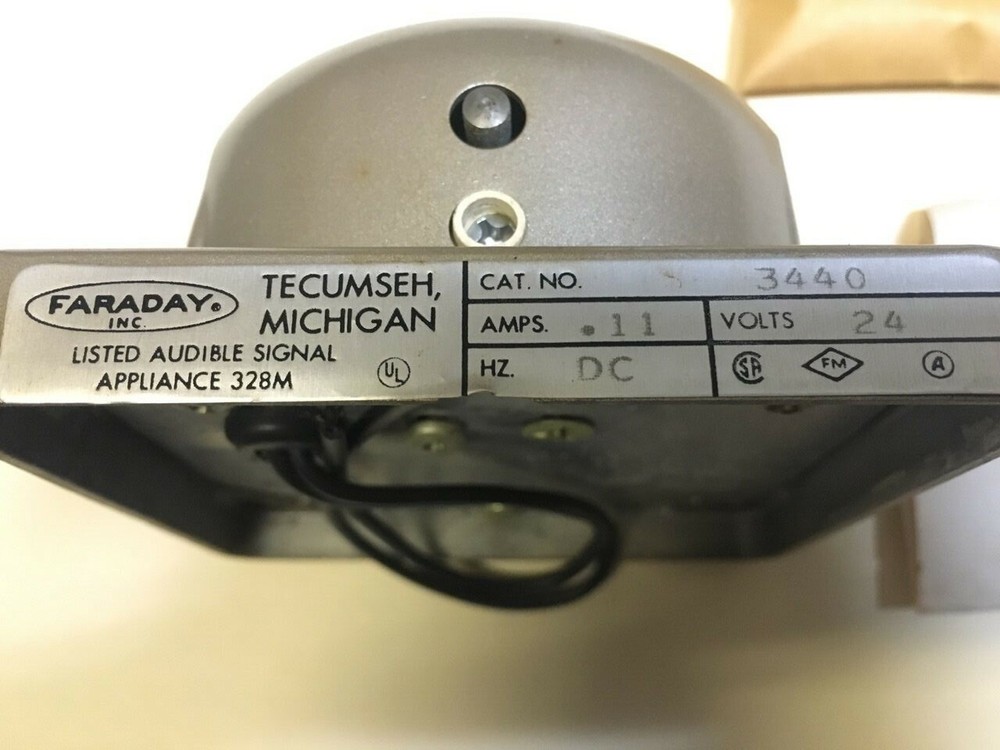 FARADAY®
INC.
TECUMSEH,
MICHIGAN
LISTED AUDIBLE SIGNAL
APPLIANCE 328M
UL
CAT. NO. 3440
AMPS. .11
VOLTS 24
HZ. DC
SA
FM
A